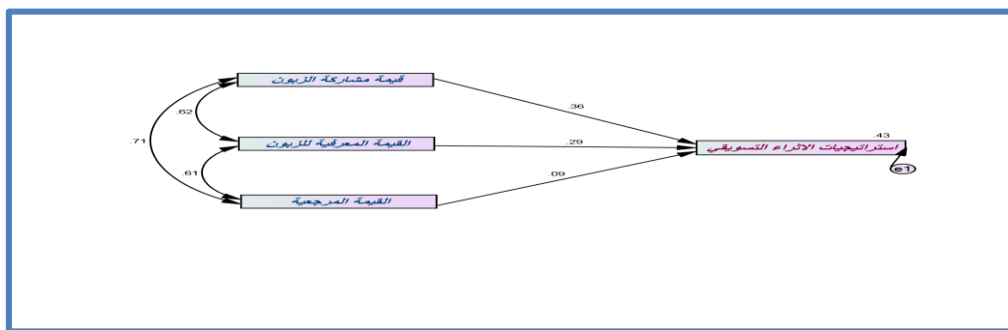 قيمة مشاركة الزبون
.36
.62
.43
.71
القيمة المعرفية للزبون
.29
استراتيجيات الاثراء التسويقي
e1
.61
.09
القيمة المرجعية